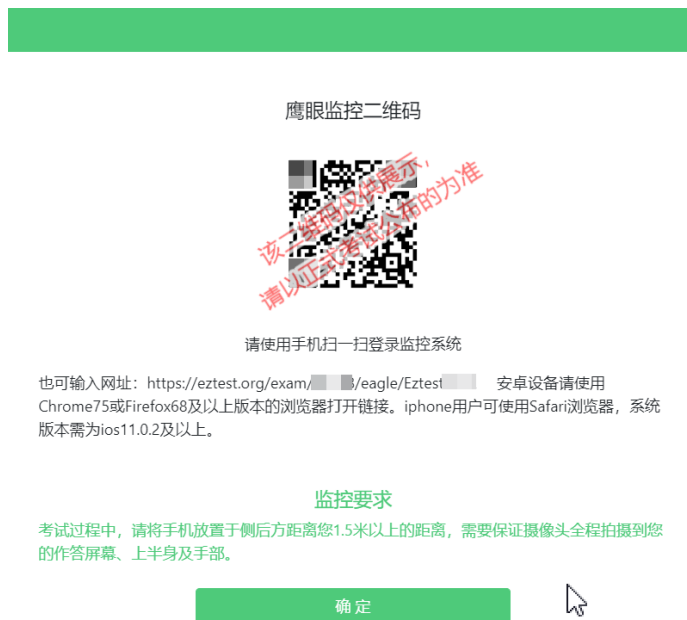 鹰眼监控二维码
该二维码仅供展示，
请以正式考试公布的为准
请使用手机扫一扫登录监控系统
也可输入网址：https://eztest.org/exam/ /eagle/Eztest 安卓设备请使用
Chrome75或Firefox68及以上版本的浏览器打开链接。iphone用户可使用Safari浏览器，系统
版本需为ios11.0.2及以上。
监控要求
考试过程中，请将手机放置于侧后方距离您1.5米以上的距离，需要保证摄像头全程拍摄到您
的作答屏幕、上半身及手部。
确定